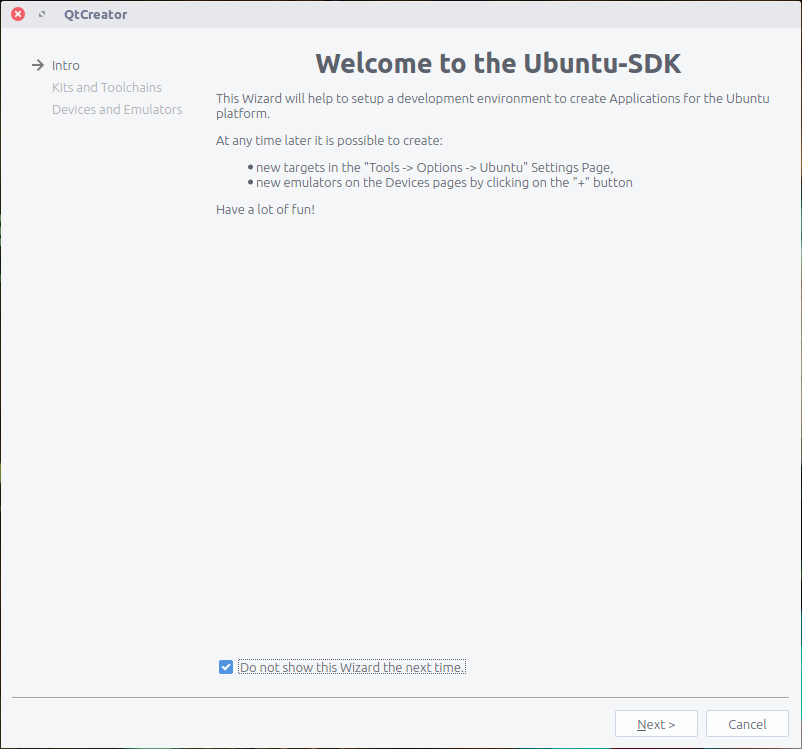 QtCreator
Intro
Kits and Toolchains
Devices and Emulators
Welcome to the Ubuntu-SDK
This Wizard will help to setup a development environment to create Applications for the Ubuntu
platform.
At any time later it is possible to create:
• new targets in the "Tools -> Options -> Ubuntu" Settings Page,
• new emulators on the Devices pages by clicking on the "+" button
Have a lot of fun!
Do not show this Wizard the next time.
Next >
Cancel